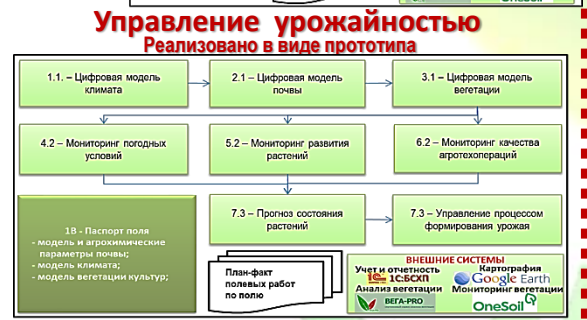 OneSoil
Управление урожайностью
Реализовано в виде прототипа
1.1. – Цифровая модель
климата
2.1 – Цифровая модель
почвы
3.1 – Цифровая модель
вегетации
4.2 – Мониторинг погодных
условий
5.2 – Мониторинг развития
растений
6.2 – Мониторинг качества
агротехопераций
7.3 – Прогноз состояния
растений
7.3 – Управление процессом
формирования урожая
1В - Паспорт поля
- модель и агрохимические
параметры почвы;
- модель климата;
- модель вегетации культур;
План-факт
полевых работ
по полю
ВНЕШНИЕ СИСТЕМЫ
Учет и отчетность
1С:БСХП
Анализ вегетации
ВЕГА-PRO
Картография
Google Earth
Мониторинг вегетации
OneSoil